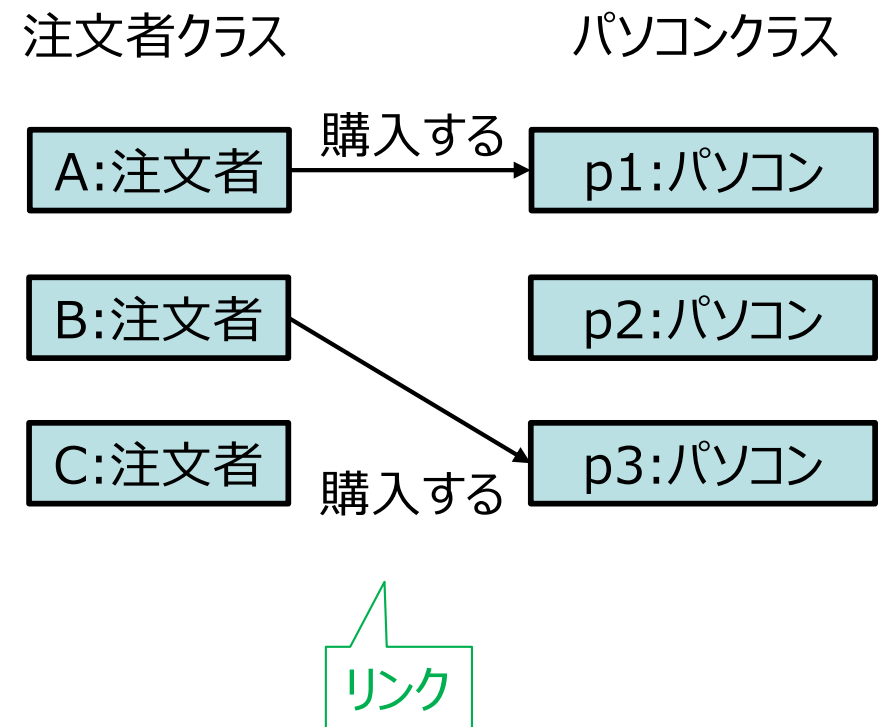 注文者クラス
パソコンクラス
購入する
A:注文者
p1:パソコン
B:注文者
p2:パソコン
C:注文者
p3:パソコン
購入する
リンク